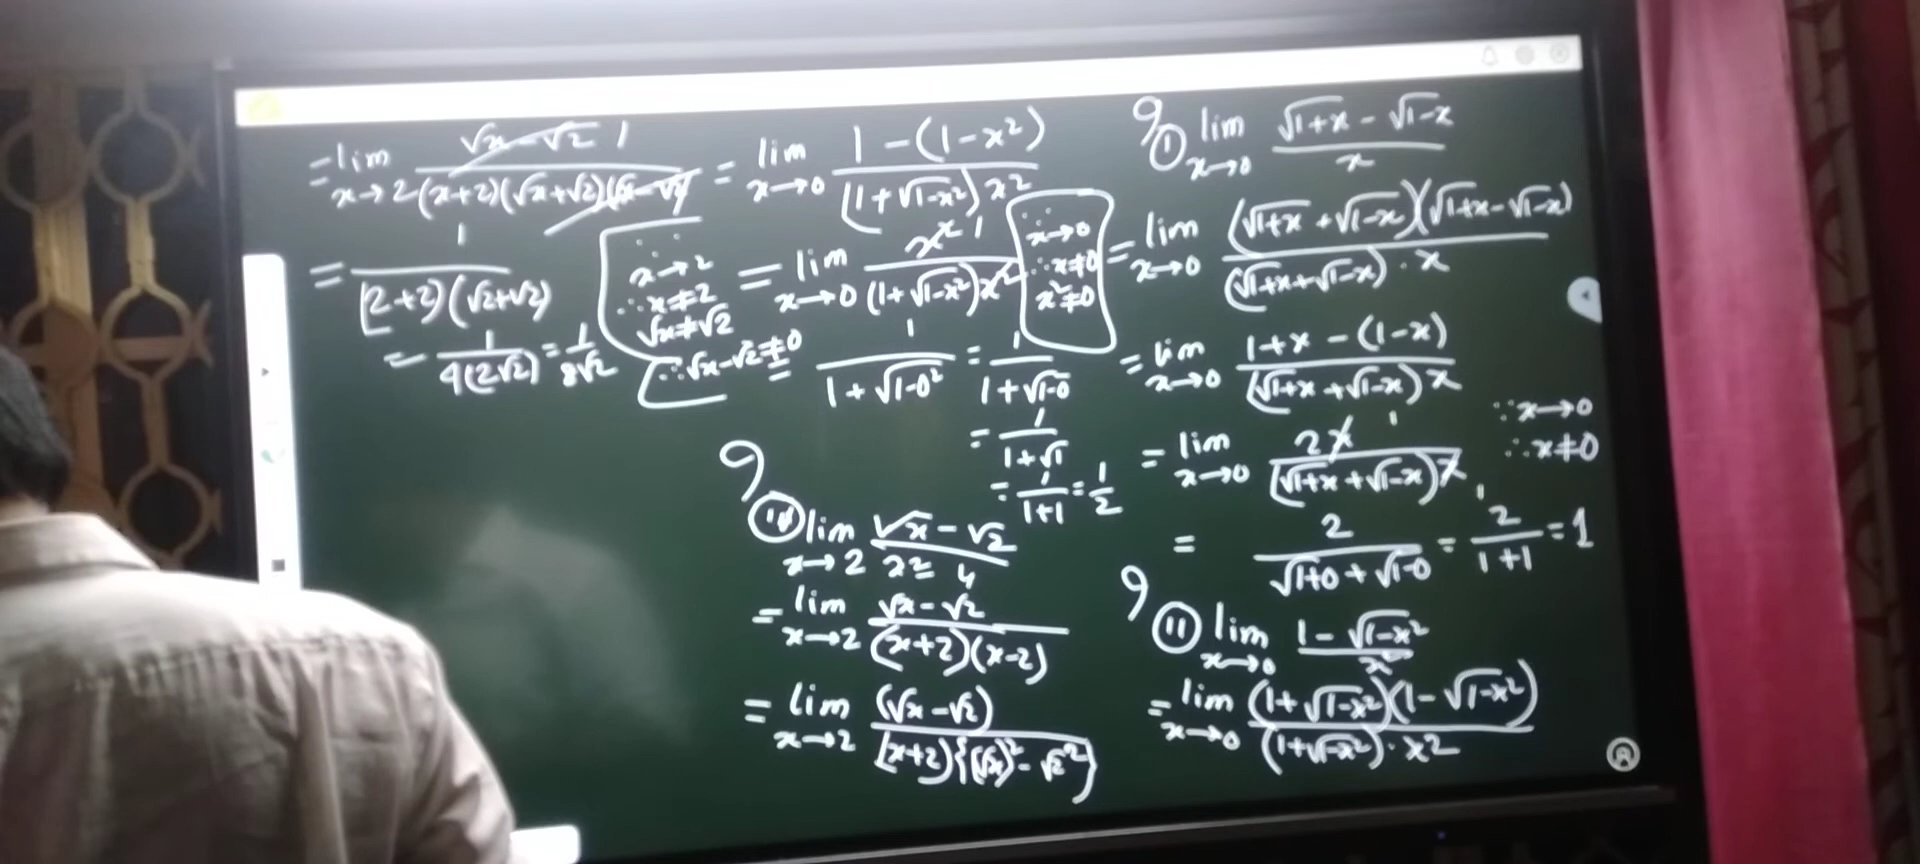 9 (i) lim x→0 (√1+x - √1-x)/x
= lim x→0 ((√1+x + √1-x)(√1+x - √1-x))/((√1+x + √1-x) · x)
= lim x→0 (1+x - (1-x))/((√1+x + √1-x) x)
= lim x→0 2x/((√1+x + √1-x) x) 1 1
∵ x→0
∴ x≠0
= 2/(√1+0 + √1-0) = 2/(1+1) = 1
9 (11) lim x→0 (1 - √1-x²)/x²
= lim x→0 ((1+√1-x²)(1-√1-x²))/((1+√1-x²) · x²)
= lim x→0 (1-(1-x²))/((1+√1-x²) x²)
= lim x→0 x² 1/((1+√1-x²) x²)
∵ x→0
∴ x≠0
x²≠0
= 1/(1+√1-0²) = 1/(1+√1-0)
= 1/(1+√1)
= 1/(1+1) = 1/2
9 lim x→2 (√x - √2)/(x² - 4)
= lim x→2 (√x - √2)/((x+2)(x-2))
= lim x→2 (√x - √2)/((x+2){(√x)² - √2²})
= lim x→2 (√x - √2) 1/((x+2)(√x+√2)(√x-√2))
= 1/((2+2)(√2+√2))
= 1/(4(2√2)) = 1/8√2
∵ x→2
∴ x≠2
√x≠√2
∴ √x-√2≠0